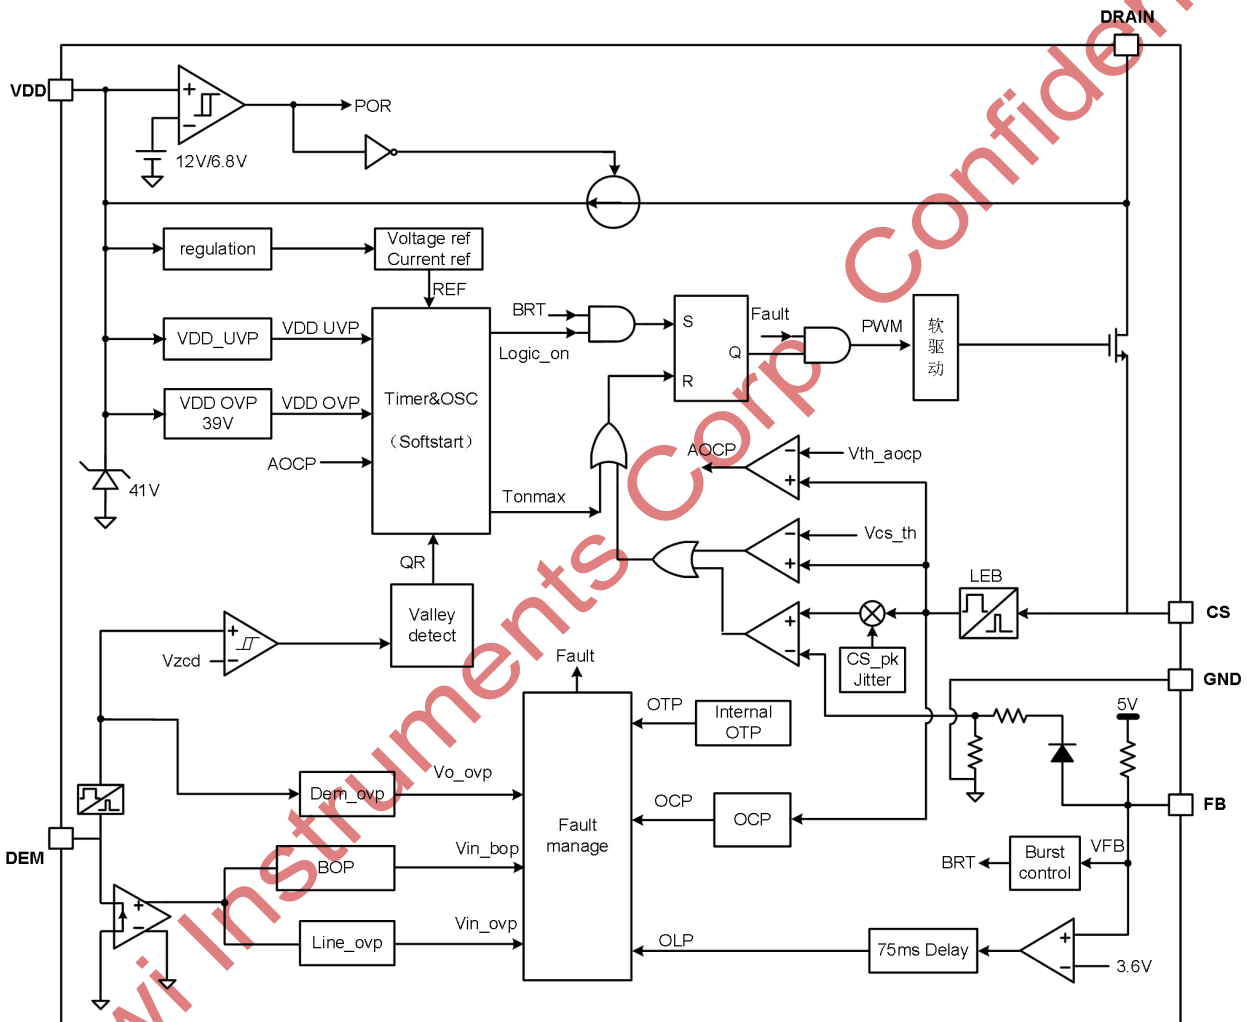 DRAIN
VDD
POR
12V/6.8V
regulation
Voltage ref
Current ref
REF
VDD_UVP
VDD UVP
VDD OVP
39V
VDD OVP
AOCP
41V
Timer&OSC
（Softstart）
BRT
Logic_on
Tonmax
S
R
Q
Fault
PWM
软
驱
动
AOCP
Vth_aocp
Vcs_th
LEB
CS
CS_pk
Jitter
QR
Valley
detect
Vzcd
GND
5V
FB
VFB
Burst
control
BRT
3.6V
75ms Delay
OLP
Fault
OTP
Internal
OTP
OCP
OCP
Fault
manage
Dem_ovp
Vo_ovp
BOP
Vin_bop
Line_ovp
Vin_ovp
DEM
wi Instruments Corp Confiden